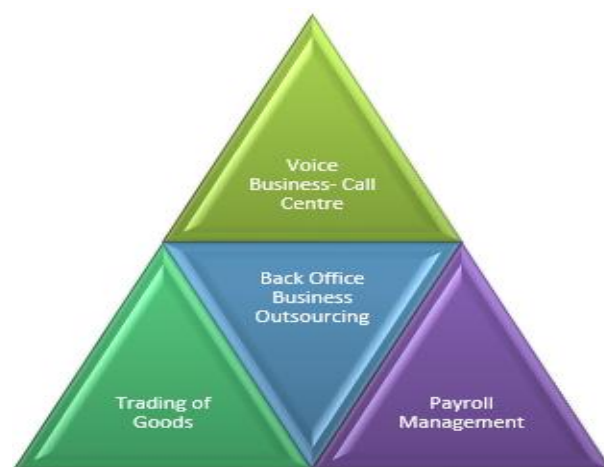 Voice
Business- Call
Centre
Back Office
Business
Outsourcing
Trading of
Goods
Payroll
Management